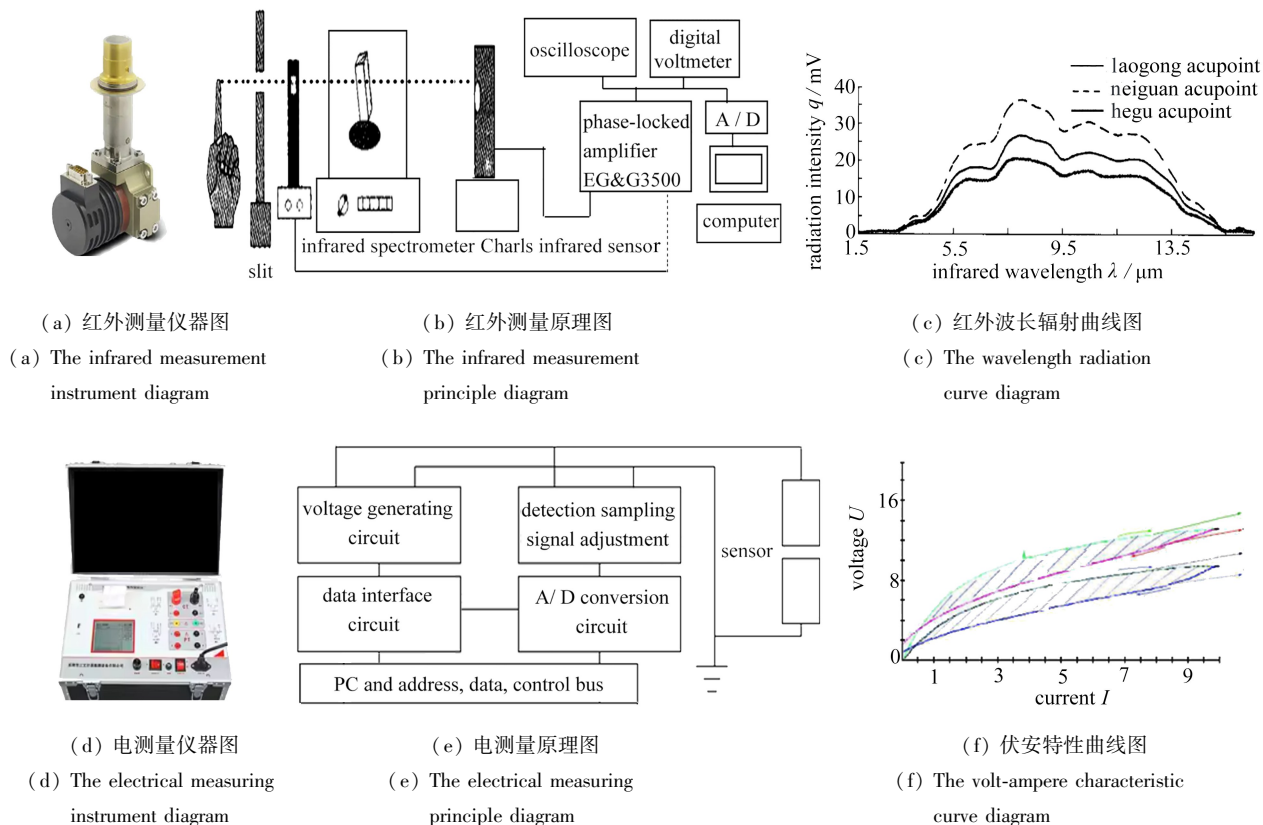 oscilloscope
digital
voltmeter
phase-locked
amplifier
EG&G3500
A / D
computer
infrared spectrometer Charls infrared sensor
slit
radiation intensity q / mV
40
30
20
10
0
1.5
5.5
9.5
13.5
infrared wavelength λ / μm
laogong acupoint
neiguan acupoint
hegu acupoint
(a) 红外测量仪器图
(a) The infrared measurement
instrument diagram
(b) 红外测量原理图
(b) The infrared measurement
principle diagram
(c) 红外波长辐射曲线图
(c) The wavelength radiation
curve diagram
voltage generating
circuit
detection sampling
signal adjustment
sensor
data interface
circuit
A/ D conversion
circuit
PC and address, data, control bus
voltage U
16
8
0
1
3
5
7
9
current I
(d) 电测量仪器图
(d) The electrical measuring
instrument diagram
(e) 电测量原理图
(e) The electrical measuring
principle diagram
(f) 伏安特性曲线图
(f) The volt-ampere characteristic
curve diagram